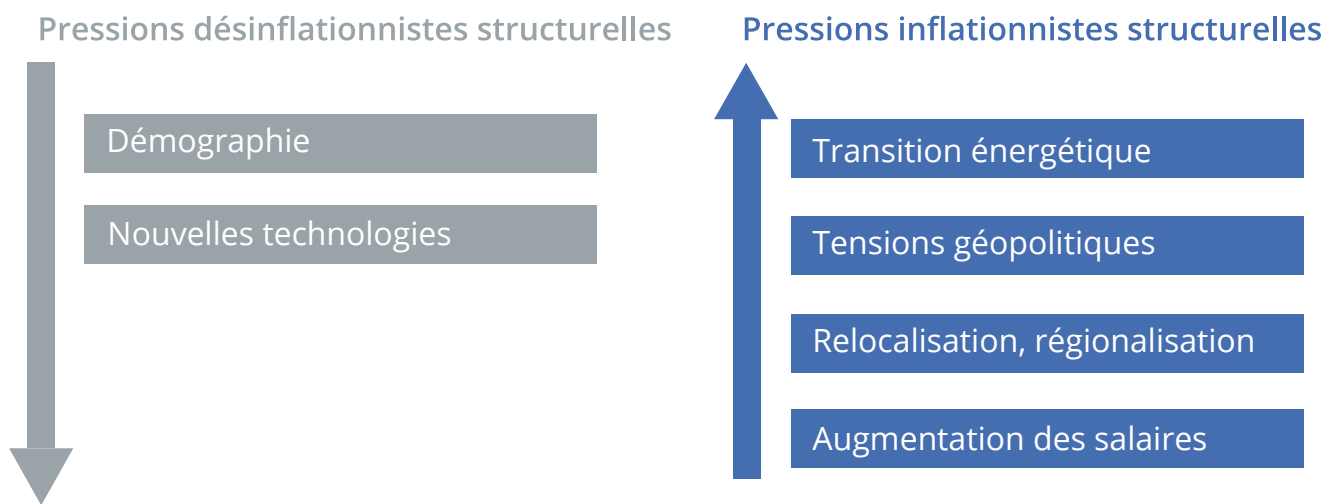 Pressions désinflationnistes structurelles
Démographie
Nouvelles technologies
Pressions inflationnistes structurelles
Transition énergétique
Tensions géopolitiques
Relocalisation, régionalisation
Augmentation des salaires